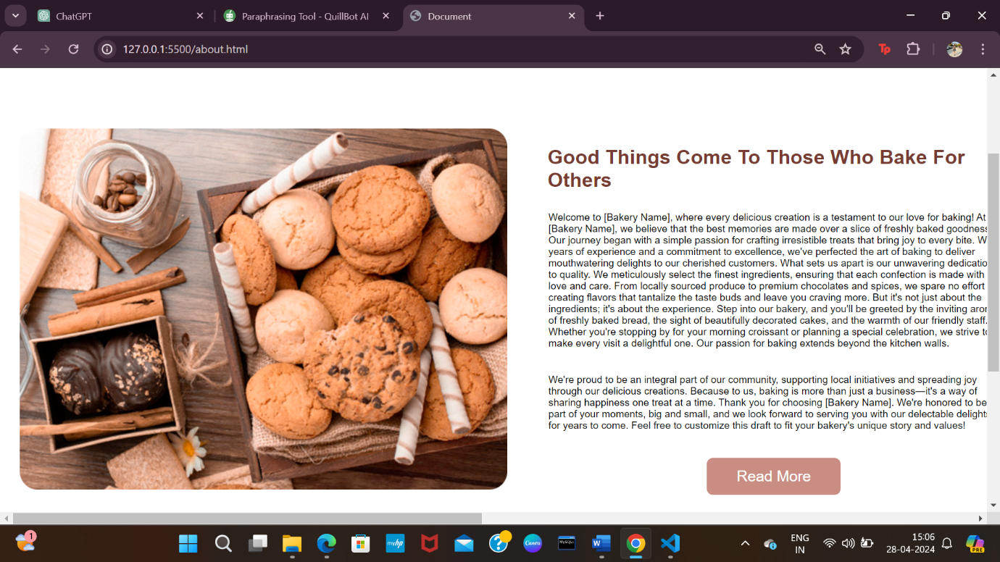 ChatGPT
Paraphrasing Tool - QuillBot AI
Document
127.0.0.1:5500/about.html
Tp
Good Things Come To Those Who Bake For
Others
Welcome to [Bakery Name], where every delicious creation is a testament to our love for baking! At
[Bakery Name], we believe that the best memories are made over a slice of freshly baked goodness
Our journey began with a simple passion for crafting irresistible treats that bring joy to every bite. W
years of experience and a commitment to excellence, we've perfected the art of baking to deliver
mouthwatering delights to our cherished customers. What sets us apart is our unwavering dedicatio
to quality. We meticulously select the finest ingredients, ensuring that each confection is made with
love and care. From locally sourced produce to premium chocolates and spices, we spare no effort
creating flavors that tantalize the taste buds and leave you craving more. But it's not just about the
ingredients; it's about the experience. Step into our bakery, and you'll be greeted by the inviting aro
of freshly baked bread, the sight of beautifully decorated cakes, and the warmth of our friendly staff.
Whether you're stopping by for your morning croissant or planning a special celebration, we strive to
make every visit a delightful one. Our passion for baking extends beyond the kitchen walls.
We're proud to be an integral part of our community, supporting local initiatives and spreading joy
through our delicious creations. Because to us, baking is more than just a business—it's a way of
sharing happiness one treat at a time. Thank you for choosing [Bakery Name]. We're honored to be
part of your moments, big and small, and we look forward to serving you with our delectable delights
for years to come. Feel free to customize this draft to fit your bakery's unique story and values!
Read More
1
myhp
Canva
MySQL
W
ENG
IN
15:06
28-04-2024
PRE